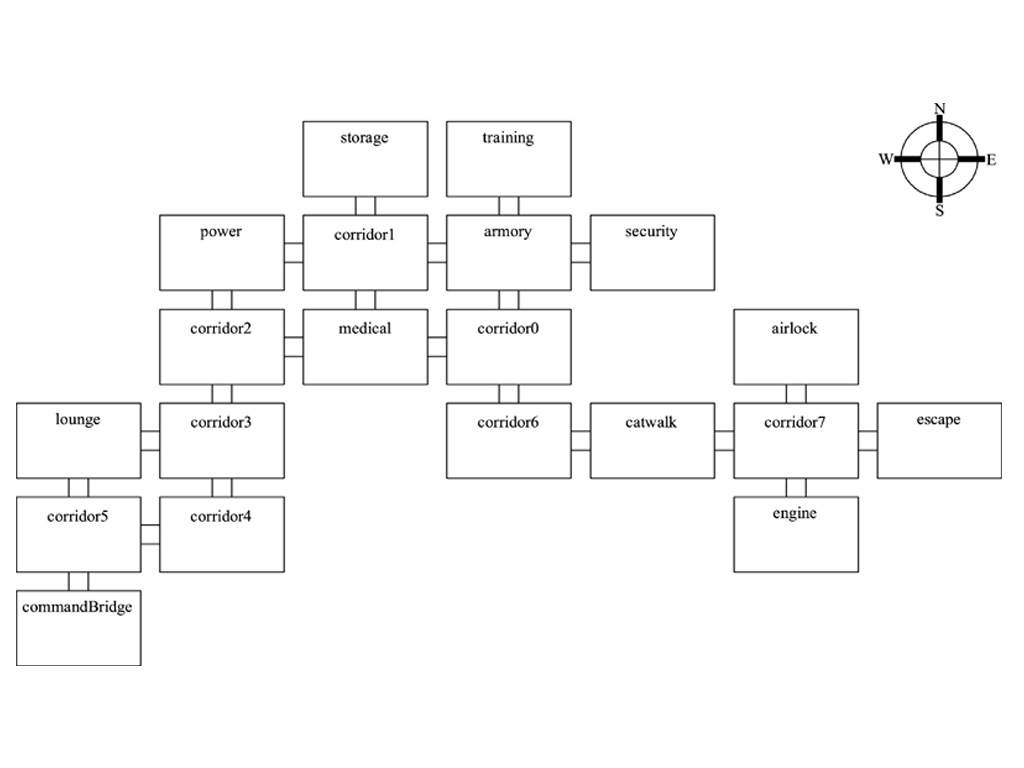 N
W
E
S
storage
training
power
corridor1
armory
security
corridor2
medical
corridor0
airlock
lounge
corridor3
corridor6
catwalk
corridor7
escape
corridor5
corridor4
engine
commandBridge